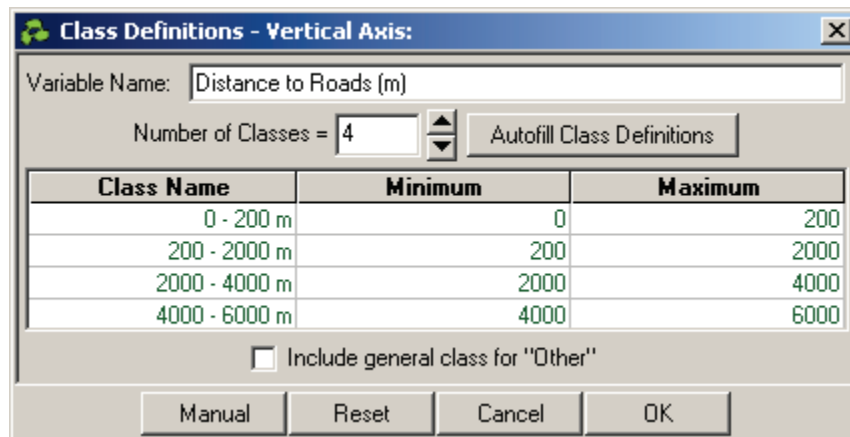 Class Definitions - Vertical Axis:
Variable Name: Distance to Roads (m)
Number of Classes = 4 Autofill Class Definitions
Class Name Minimum Maximum
0 - 200 m 0 200
200 - 2000 m 200 2000
2000 - 4000 m 2000 4000
4000 - 6000 m 4000 6000
Include general class for "Other"
Manual Reset Cancel OK